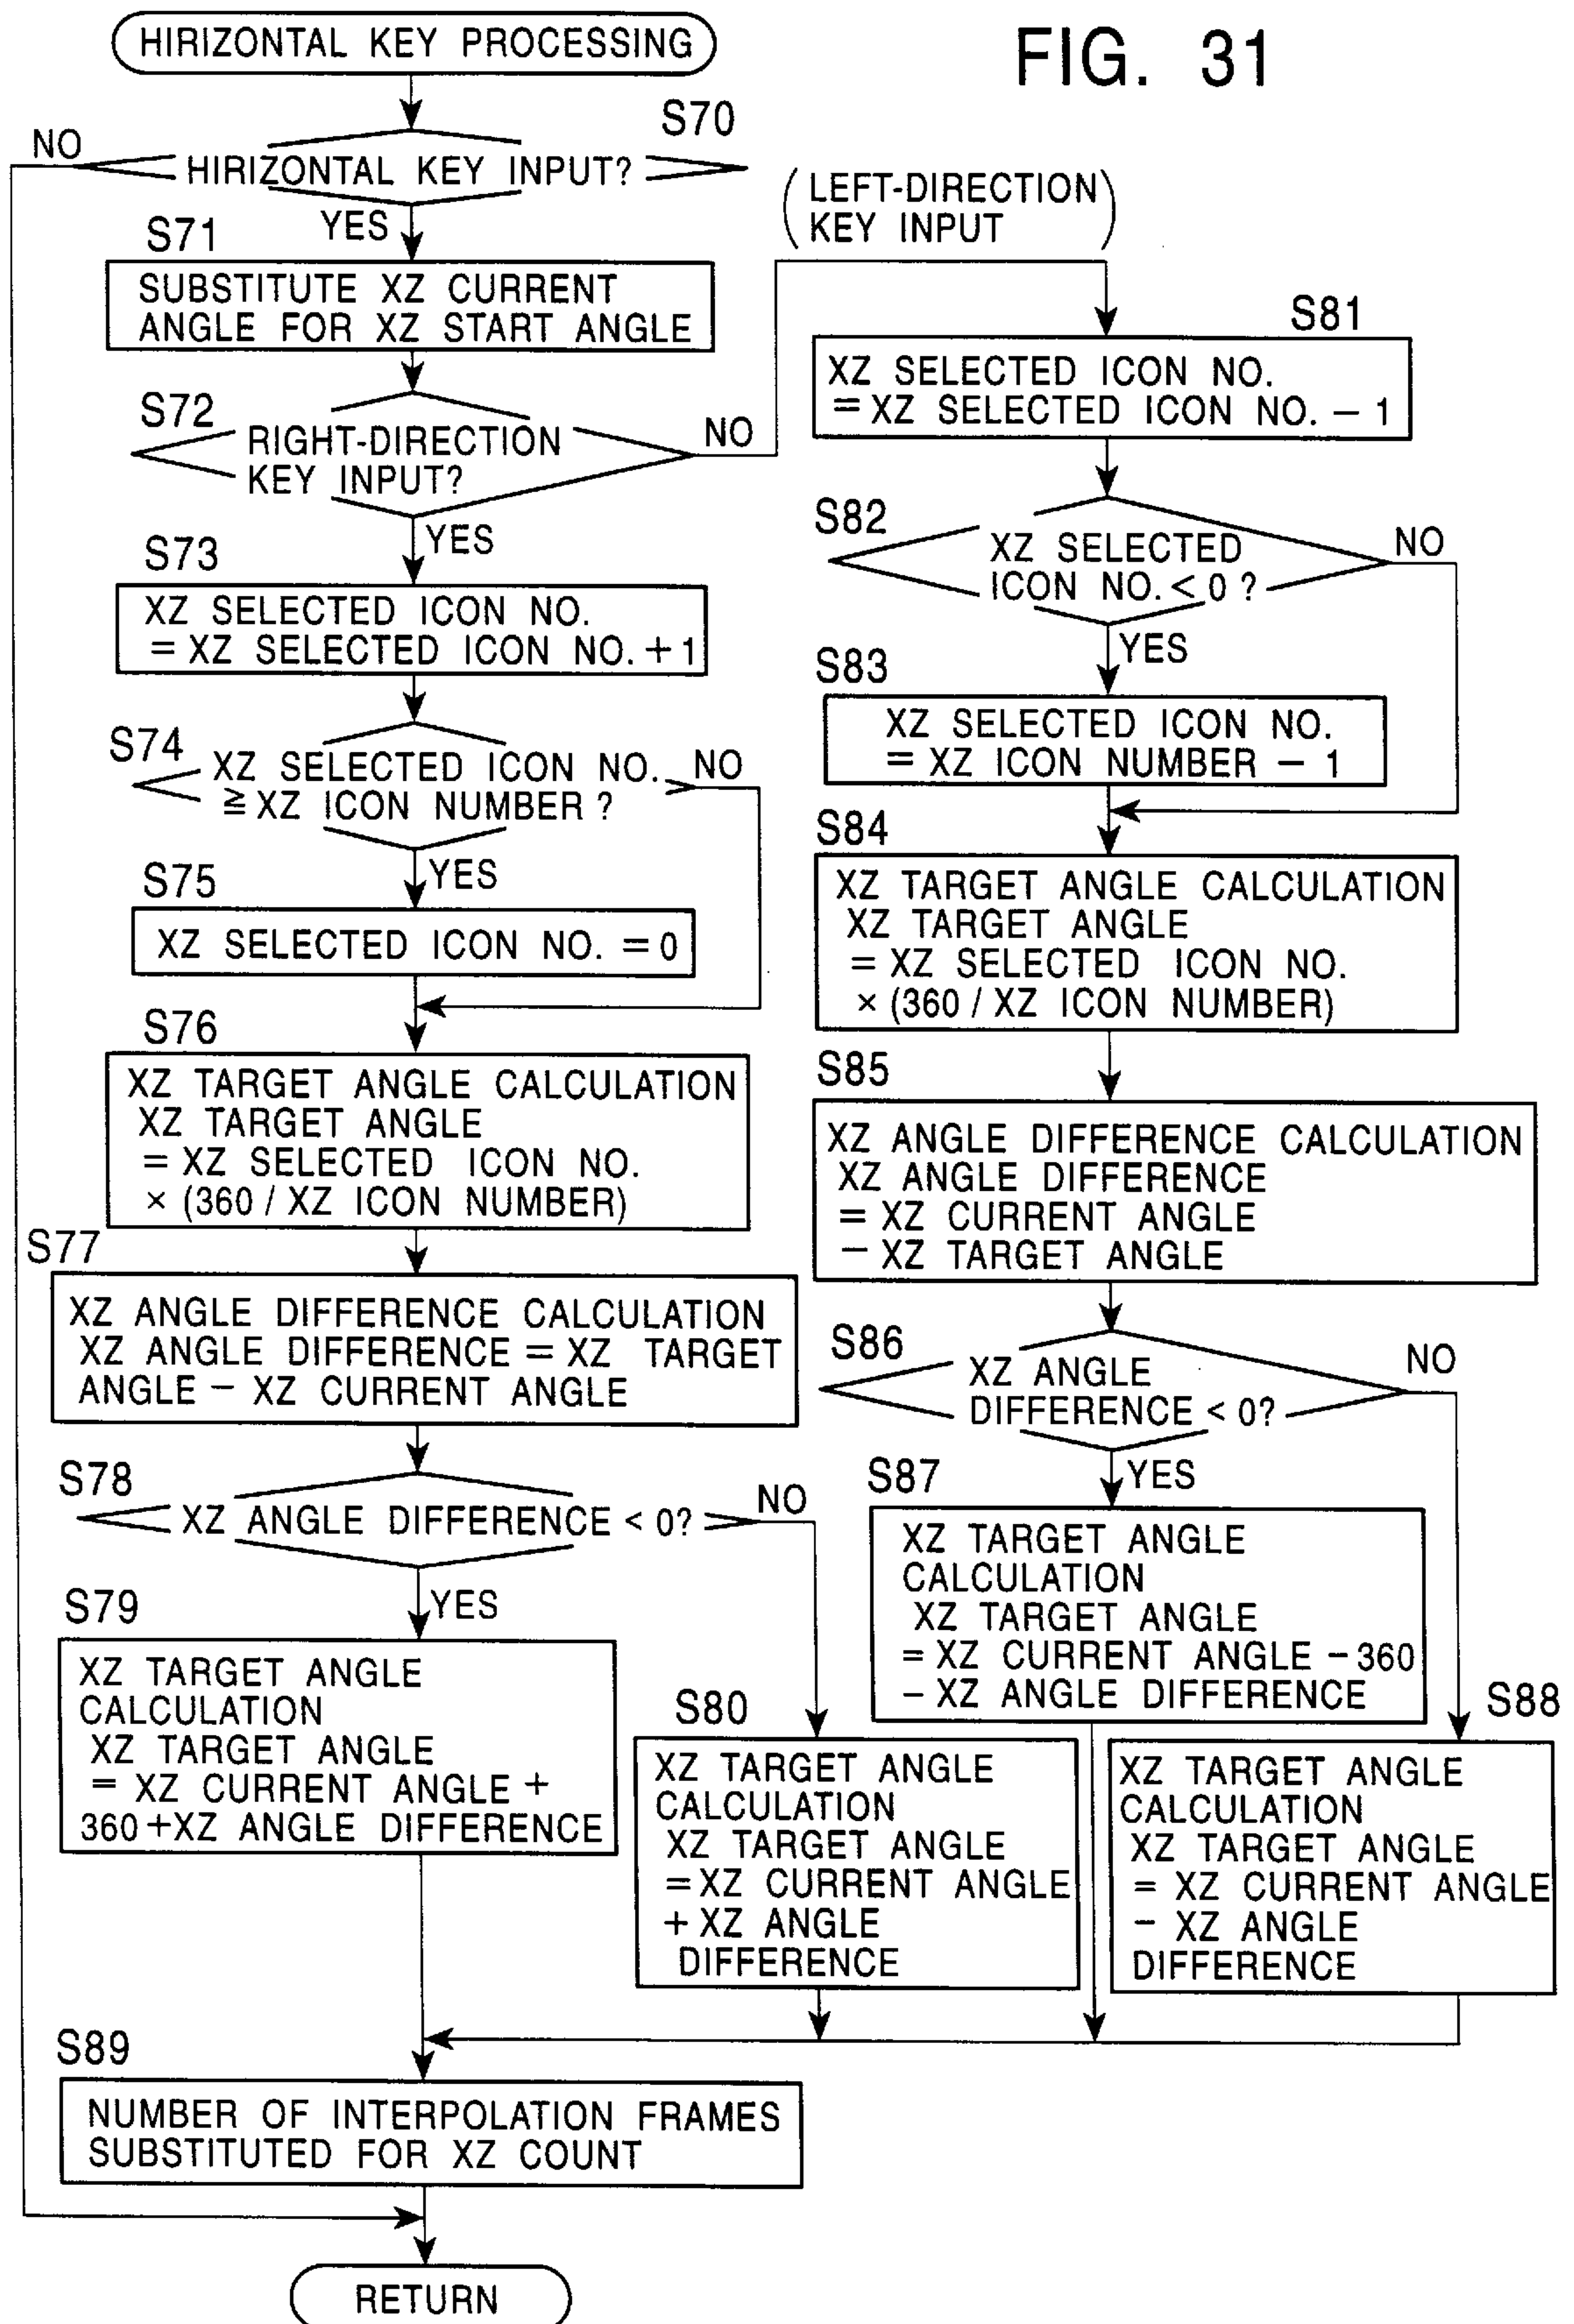 HIRIZONTAL KEY PROCESSING
FIG. 31
S70
NO
HIRIZONTAL KEY INPUT?
YES
S71
SUBSTITUTE XZ CURRENT
ANGLE FOR XZ START ANGLE
S72
RIGHT-DIRECTION
KEY INPUT?
NO
YES
S73
XZ SELECTED ICON NO.
= XZ SELECTED ICON NO. + 1
S74
XZ SELECTED ICON NO.
≧ XZ ICON NUMBER ?
NO
YES
S75
XZ SELECTED ICON NO. = 0
S76
XZ TARGET ANGLE CALCULATION
XZ TARGET ANGLE
= XZ SELECTED ICON NO.
× (360 / XZ ICON NUMBER)
S77
XZ ANGLE DIFFERENCE CALCULATION
XZ ANGLE DIFFERENCE = XZ TARGET
ANGLE − XZ CURRENT ANGLE
S78
XZ ANGLE DIFFERENCE < 0?
NO
YES
S79
XZ TARGET ANGLE
CALCULATION
XZ TARGET ANGLE
= XZ CURRENT ANGLE +
360 + XZ ANGLE DIFFERENCE
S80
XZ TARGET ANGLE
CALCULATION
XZ TARGET ANGLE
= XZ CURRENT ANGLE
+ XZ ANGLE
DIFFERENCE
(LEFT-DIRECTION
KEY INPUT)
S81
XZ SELECTED ICON NO.
= XZ SELECTED ICON NO. − 1
S82
XZ SELECTED
ICON NO. < 0 ?
NO
YES
S83
XZ SELECTED ICON NO.
= XZ ICON NUMBER − 1
S84
XZ TARGET ANGLE CALCULATION
XZ TARGET ANGLE
= XZ SELECTED ICON NO.
× (360 / XZ ICON NUMBER)
S85
XZ ANGLE DIFFERENCE CALCULATION
XZ ANGLE DIFFERENCE
= XZ CURRENT ANGLE
− XZ TARGET ANGLE
S86
XZ ANGLE
DIFFERENCE < 0?
NO
YES
S87
XZ TARGET ANGLE
CALCULATION
XZ TARGET ANGLE
= XZ CURRENT ANGLE − 360
− XZ ANGLE DIFFERENCE
S88
XZ TARGET ANGLE
CALCULATION
XZ TARGET ANGLE
= XZ CURRENT ANGLE
− XZ ANGLE
DIFFERENCE
S89
NUMBER OF INTERPOLATION FRAMES
SUBSTITUTED FOR XZ COUNT
RETURN